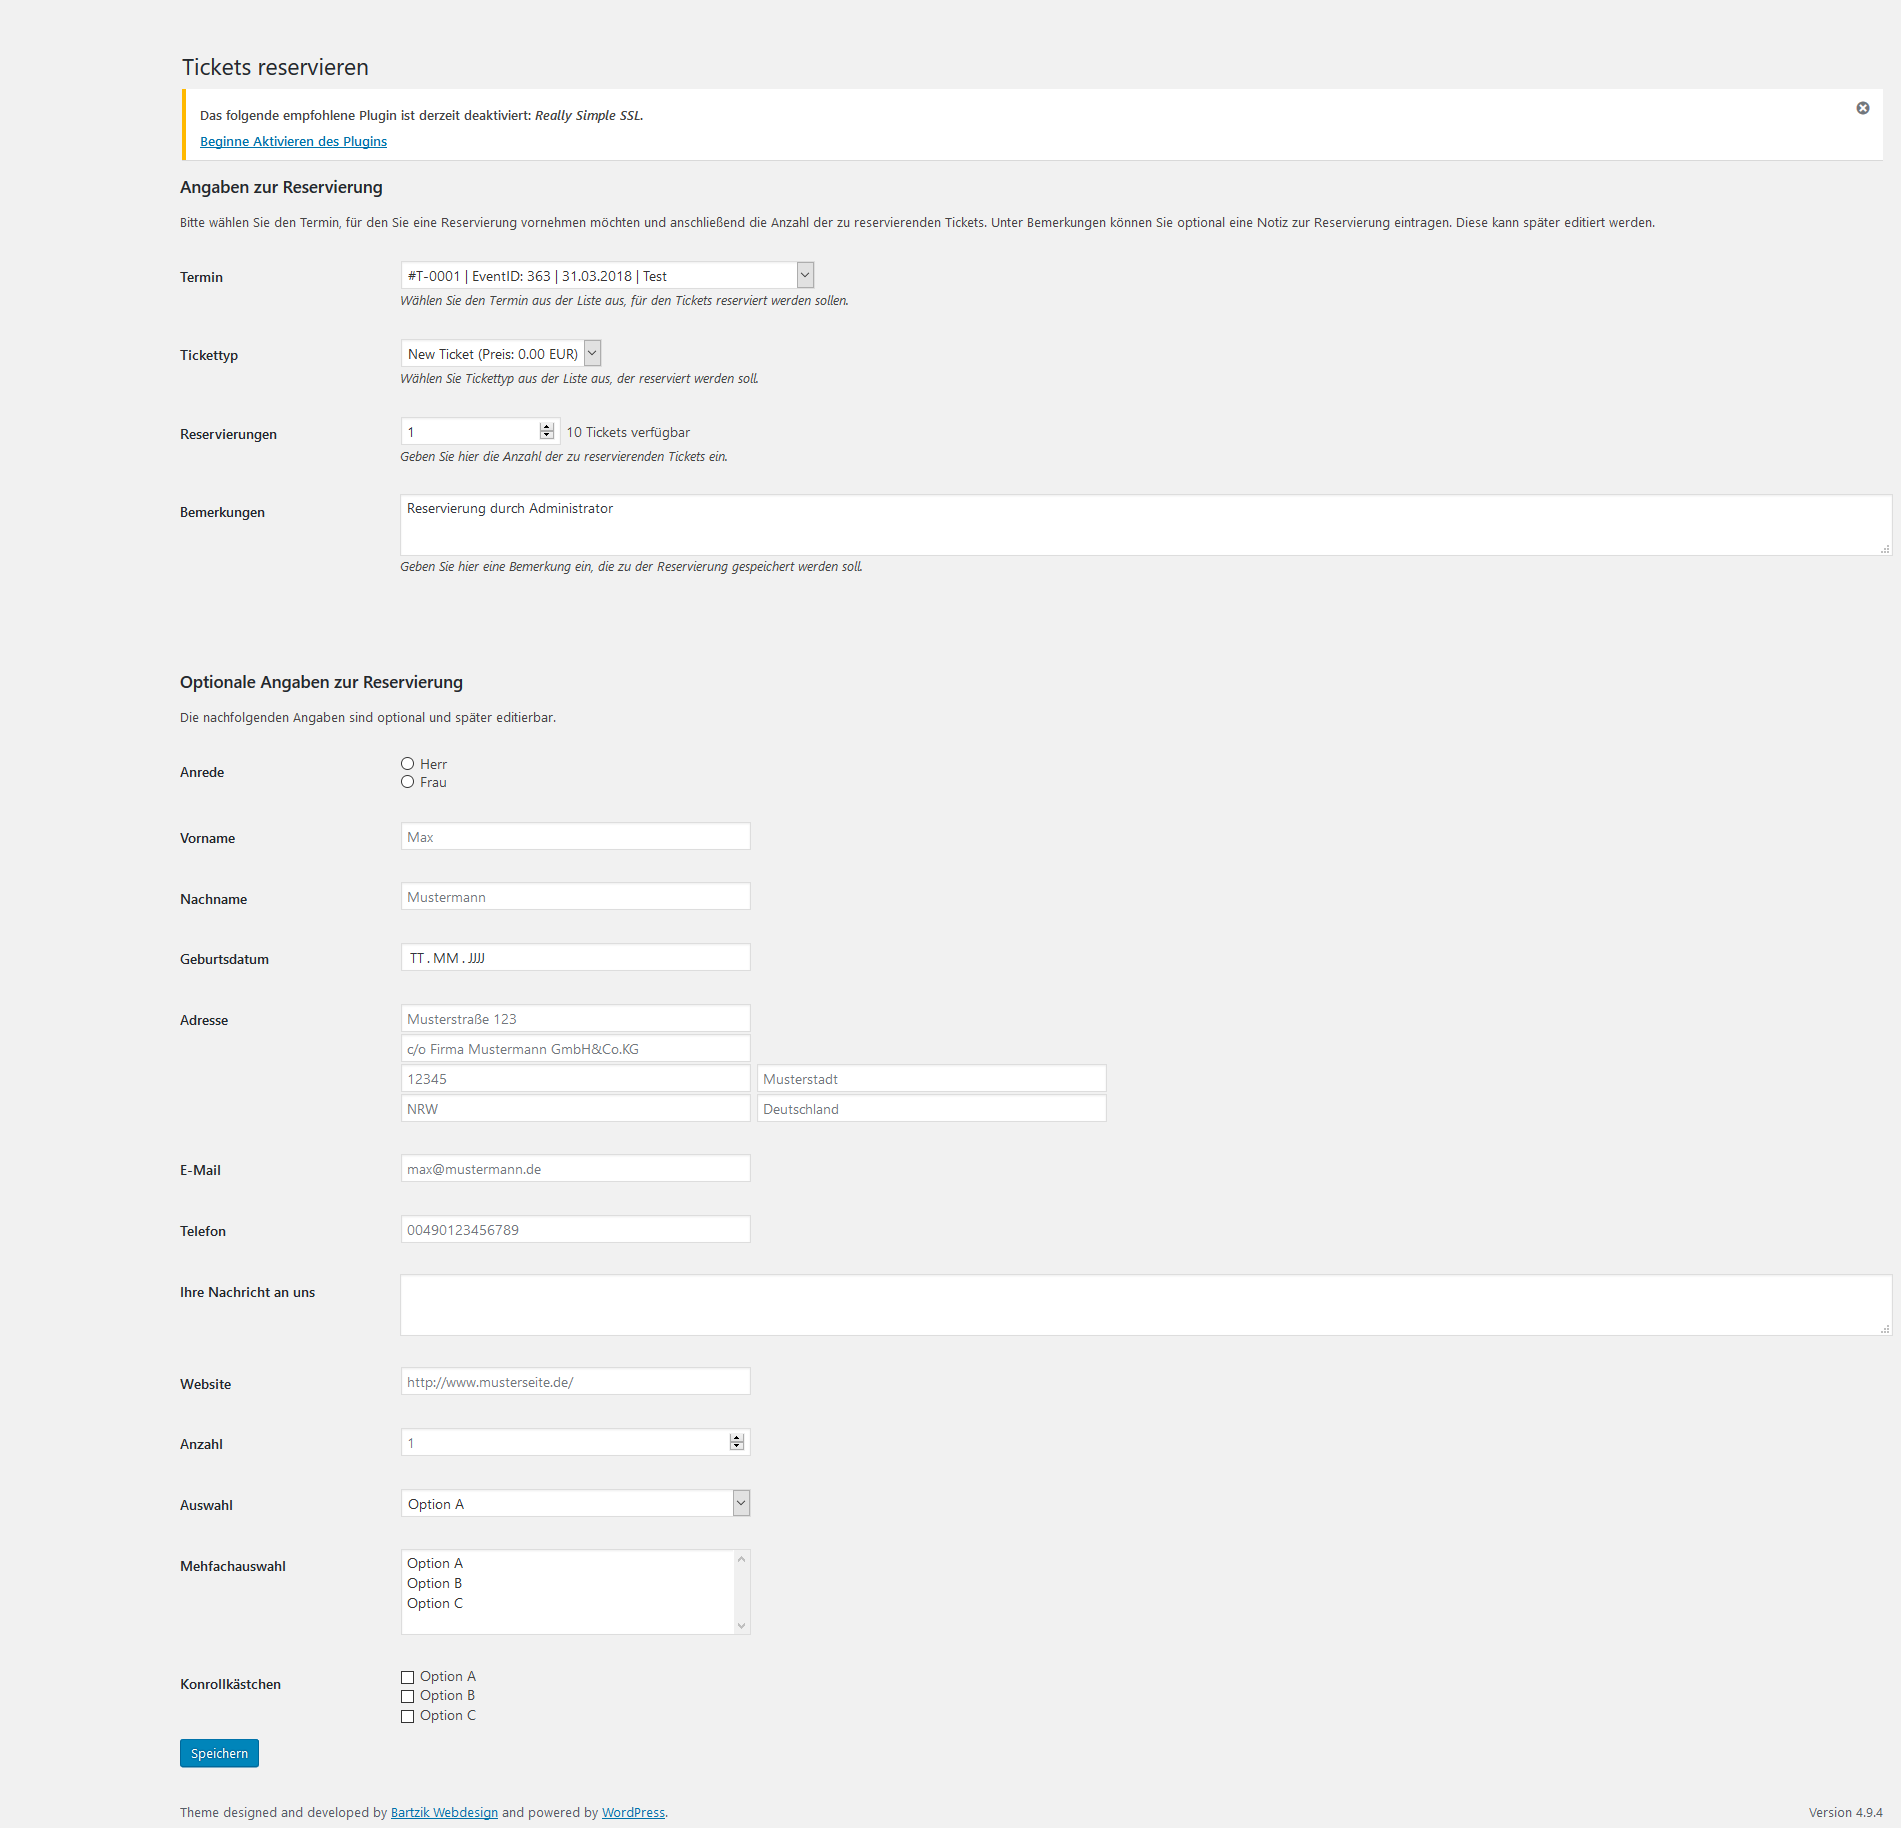 Tickets reservieren
Das folgende empfohlene Plugin ist derzeit deaktiviert: Really Simple SSL.
Beginne Aktivieren des Plugins
Angaben zur Reservierung
Bitte wählen Sie den Termin, für den Sie eine Reservierung vornehmen möchten und anschließend die Anzahl der zu reservierenden Tickets. Unter Bemerkungen können Sie optional eine Notiz zur Reservierung eintragen. Diese kann später editiert werden.
Termin
#T-0001 | EventID: 363 | 31.03.2018 | Test
Wählen Sie den Termin aus der Liste aus, für den Tickets reserviert werden sollen.
Tickettyp
New Ticket (Preis: 0.00 EUR)
Wählen Sie Tickettyp aus der Liste aus, der reserviert werden soll.
Reservierungen
1 10 Tickets verfügbar
Geben Sie hier die Anzahl der zu reservierenden Tickets ein.
Bemerkungen
Reservierung durch Administrator
Geben Sie hier eine Bemerkung ein, die zu der Reservierung gespeichert werden soll.
Optionale Angaben zur Reservierung
Die nachfolgenden Angaben sind optional und später editierbar.
Anrede
Herr
Frau
Vorname
Max
Nachname
Mustermann
Geburtsdatum
TT . MM . JJJJ
Adresse
Musterstraße 123
c/o Firma Mustermann GmbH&Co.KG
12345 Musterstadt
NRW Deutschland
E-Mail
max@mustermann.de
Telefon
00490123456789
Ihre Nachricht an uns
Website
http://www.musterseite.de/
Anzahl
1
Auswahl
Option A
Mehfachauswahl
Option A
Option B
Option C
Konrollkästchen
Option A
Option B
Option C
Speichern
Theme designed and developed by Bartzik Webdesign and powered by WordPress. Version 4.9.4